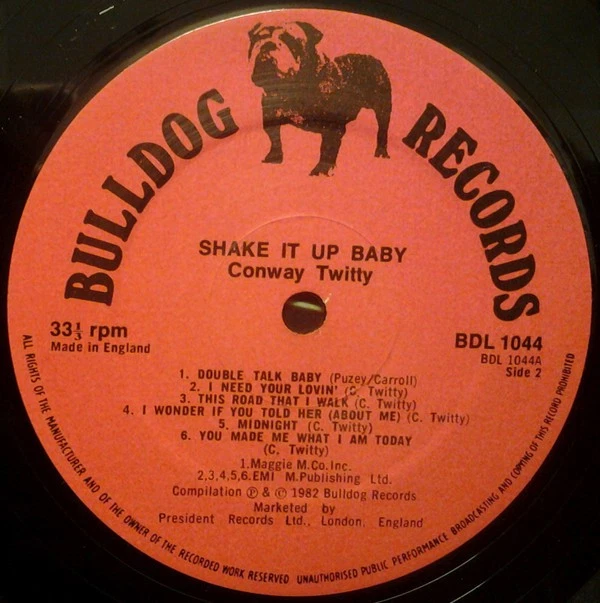 BULLDOG RECORDS
SHAKE IT UP BABY
Conway Twitty
33⅓ rpm
Made in England
BDL 1044
BDL 1044A
Side 2
1. DOUBLE TALK BABY (Puzey/Carroll)
2. I NEED YOUR LOVIN' (C. Twitty)
3. THIS ROAD THAT I WALK (C. Twitty)
4. I WONDER IF YOU TOLD HER (ABOUT ME) (C. Twitty)
5. MIDNIGHT (C. Twitty)
6. YOU MADE ME WHAT I AM TODAY
(C. Twitty)
1.Maggie M.Co.Inc.
2,3,4,5,6.EMI M.Publishing Ltd.
Compilation ℗ & © 1982 Bulldog Records
Marketed by
President Records Ltd., London, England
ALL RIGHTS OF THE MANUFACTURER AND OF THE OWNER OF THE RECORDED WORK RESERVED. UNAUTHORISED PUBLIC PERFORMANCE BROADCASTING AND COPYING OF THIS RECORD PROHIBITED